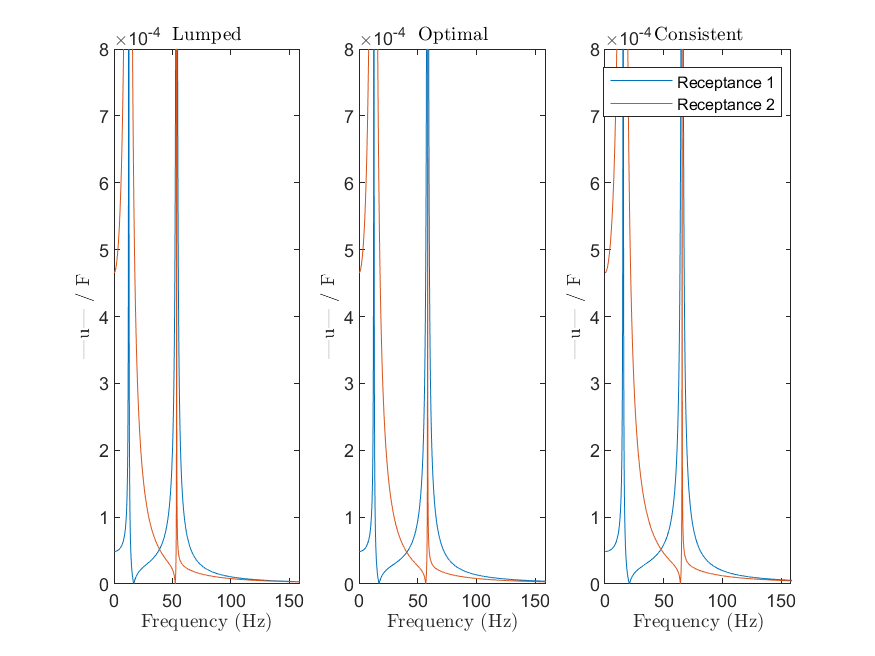 ×10-4 Lumped
8
7
6
5
4
3
2
1
0
0 50 100 150
Frequency (Hz)
—u— / F
×10-4 Optimal
8
7
6
5
4
3
2
1
0
0 50 100 150
Frequency (Hz)
—u— / F
×10-4 Consistent
8
7
6
5
4
3
2
1
0
0 50 100 150
Frequency (Hz)
—u— / F
Receptance 1
Receptance 2